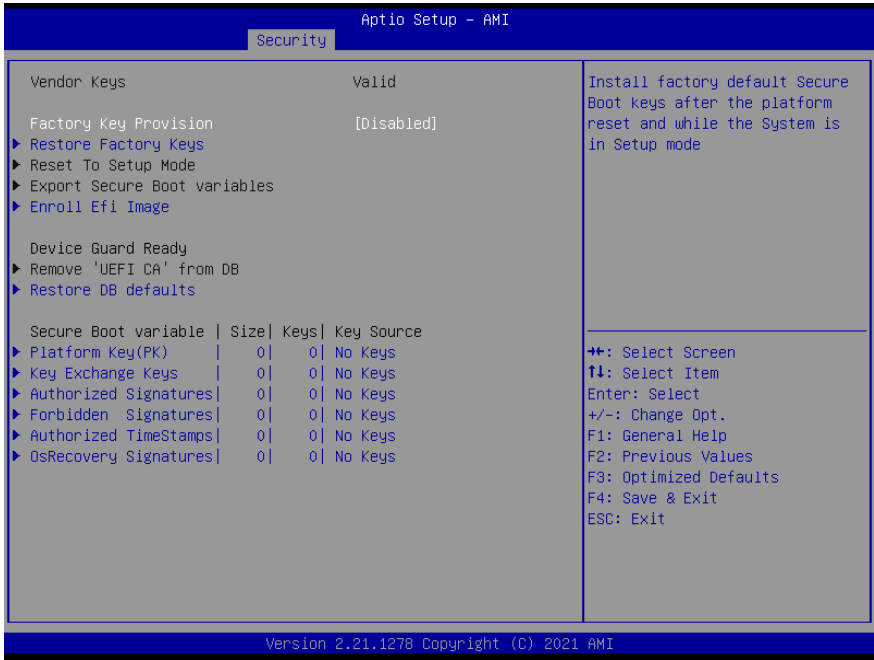 Aptio Setup - AMI
Security
Vendor Keys Valid
Factory Key Provision [Disabled]
Restore Factory Keys
Reset To Setup Mode
Export Secure Boot variables
Enroll Efi Image
Device Guard Ready
Remove 'UEFI CA' from DB
Restore DB defaults
Secure Boot variable | Size| Keys| Key Source
Platform Key(PK) | 0| 0| No Keys
Key Exchange Keys | 0| 0| No Keys
Authorized Signatures| 0| 0| No Keys
Forbidden Signatures| 0| 0| No Keys
Authorized TimeStamps| 0| 0| No Keys
OsRecovery Signatures| 0| 0| No Keys
Install factory default Secure
Boot keys after the platform
reset and while the System is
in Setup mode
→←: Select Screen
↑↓: Select Item
Enter: Select
+/-: Change Opt.
F1: General Help
F2: Previous Values
F3: Optimized Defaults
F4: Save & Exit
ESC: Exit
Version 2.21.1278 Copyright (C) 2021 AMI